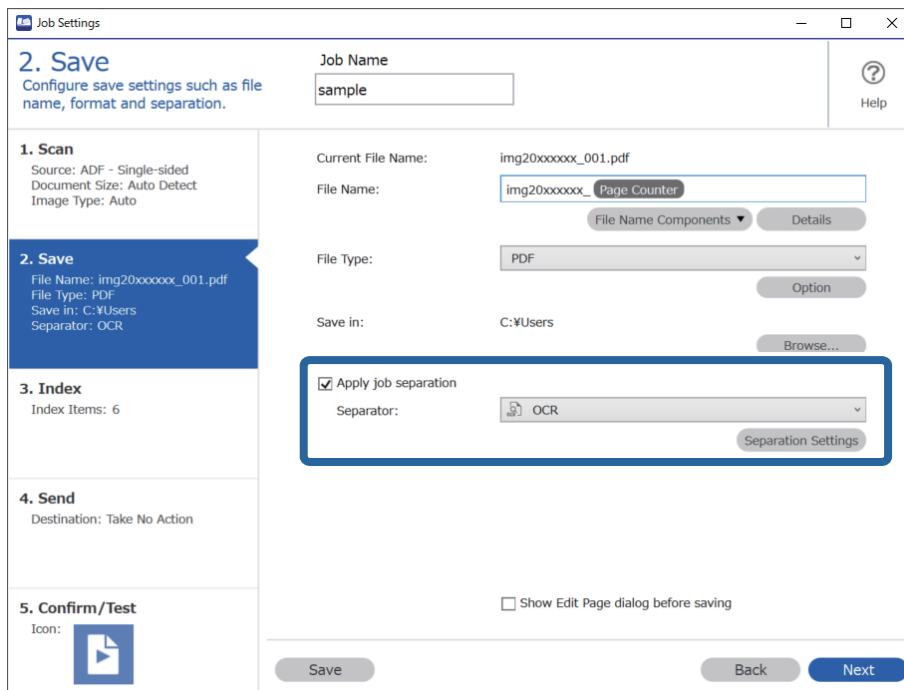 Job Settings
2. Save
Configure save settings such as file
name, format and separation.
Job Name
sample
Help
1. Scan
Source: ADF - Single-sided
Document Size: Auto Detect
Image Type: Auto
2. Save
File Name: img20xxxxxx_001.pdf
File Type: PDF
Save in: C:¥Users
Separator: OCR
3. Index
Index Items: 6
4. Send
Destination: Take No Action
5. Confirm/Test
Icon:
Current File Name: img20xxxxxx_001.pdf
File Name: img20xxxxxx_ Page Counter
File Name Components ▼ Details
File Type: PDF
Option
Save in: C:¥Users
Browse...
Apply job separation
Separator: OCR
Separation Settings
Show Edit Page dialog before saving
Save Back Next